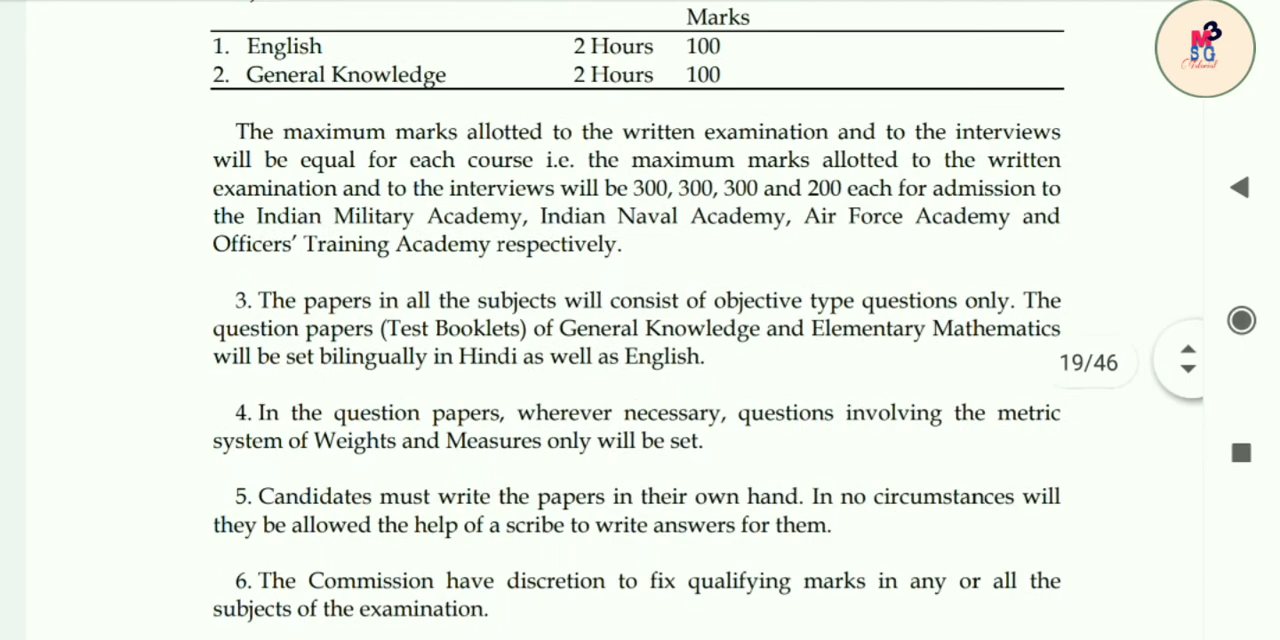 Marks
1. English 2 Hours 100
2. General Knowledge 2 Hours 100
The maximum marks allotted to the written examination and to the interviews
will be equal for each course i.e. the maximum marks allotted to the written
examination and to the interviews will be 300, 300, 300 and 200 each for admission to
the Indian Military Academy, Indian Naval Academy, Air Force Academy and
Officers' Training Academy respectively.
3. The papers in all the subjects will consist of objective type questions only. The
question papers (Test Booklets) of General Knowledge and Elementary Mathematics
will be set bilingually in Hindi as well as English.
4. In the question papers, wherever necessary, questions involving the metric
system of Weights and Measures only will be set.
5. Candidates must write the papers in their own hand. In no circumstances will
they be allowed the help of a scribe to write answers for them.
6. The Commission have discretion to fix qualifying marks in any or all the
subjects of the examination.
19/46
M3
SG